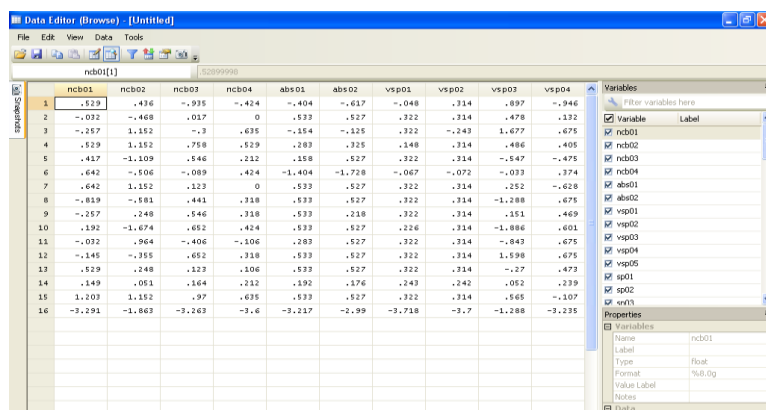 Data Editor (Browse) - [Untitled]
File Edit View Data Tools
ncb01[1] .52899998
Snapshots
ncb01 ncb02 ncb03 ncb04 abs01 abs02 vsp01 vsp02 vsp03 vsp04
1 .529 .436 -.935 -.424 -.404 -.617 -.048 .314 .897 -.946
2 -.032 -.468 .017 0 .533 .527 .322 .314 .478 .132
3 -.257 1.152 -.3 .635 -.154 -.125 .322 -.243 1.677 .675
4 .529 1.152 .758 .529 .283 .325 .148 .314 .486 .405
5 .417 -1.109 .546 .212 .158 .527 .322 .314 -.547 -.475
6 .642 -.506 -.089 .424 -1.404 -1.728 -.067 -.072 -.033 .374
7 .642 1.152 .123 0 .533 .527 .322 .314 .252 -.628
8 -.819 -.581 .441 .318 .533 .527 .322 .314 -1.288 .675
9 -.257 .248 .546 .318 .533 .218 .322 .314 .151 .469
10 .192 -1.674 .652 .424 .533 .527 .226 .314 -1.886 .601
11 -.032 .964 -.406 -.106 .283 .527 .322 .314 -.843 .675
12 -.145 -.355 .652 .318 .533 .527 .322 .314 1.598 .675
13 .529 .248 .123 .106 .533 .527 .322 .314 -.27 .473
14 .149 .051 .164 .212 .192 .176 .243 .242 .052 .239
15 1.203 1.152 .97 .635 .533 .527 .322 .314 .565 -.107
16 -3.291 -1.863 -3.263 -3.6 -3.217 -2.99 -3.718 -3.7 -1.288 -3.235
Variables
Filter variables here
Variable Label
ncb01
ncb02
ncb03
ncb04
abs01
abs02
vsp01
vsp02
vsp03
vsp04
vsp05
sp01
sp02
sp03
Properties
Variables
Name ncb01
Label
Type float
Format %8.0g
Value Label
Notes
Data